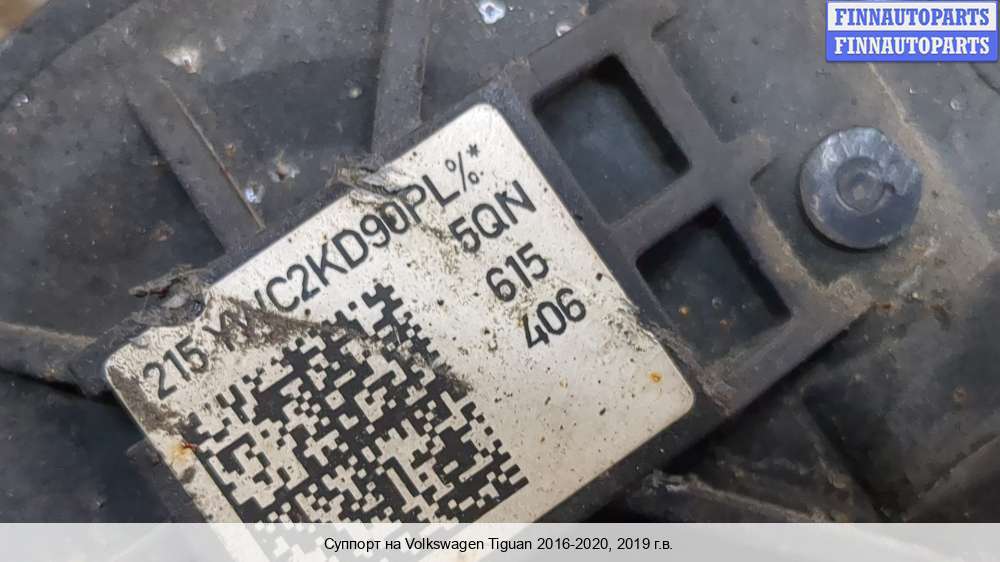 FINNAUTOPARTS
FINNAUTOPARTS
C2KD90PL%*
5QN
615
406
215
Суппорт на Volkswagen Tiguan 2016-2020, 2019 г.в.